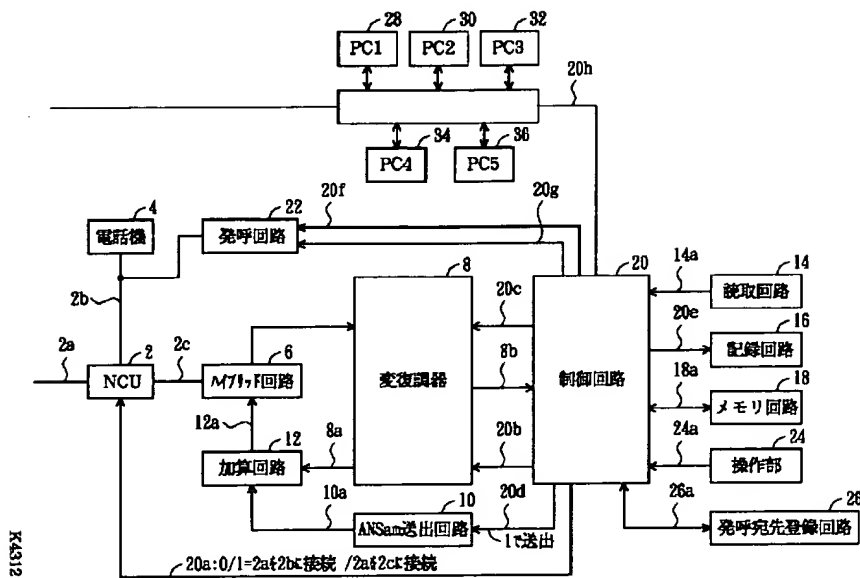 28
30
32
PC1
PC2
PC3
20h
34
36
PC4
PC5
20f
20g
4
22
電話機
発呼回路
8
20
14a
14
読取回路
2b
20c
20e
16
記録回路
2a
2
2c
6
NCU
ハイブリッド回路
変復調器
8b
制御回路
18a
18
メモリ回路
12a
12
8a
20b
24a
24
加算回路
操作部
10a
10
20d
26a
26
ANSam送出回路
1で送出
発呼宛先登録回路
20a:0/1=2aを2bに接続 /2aを2cに接続
K4312